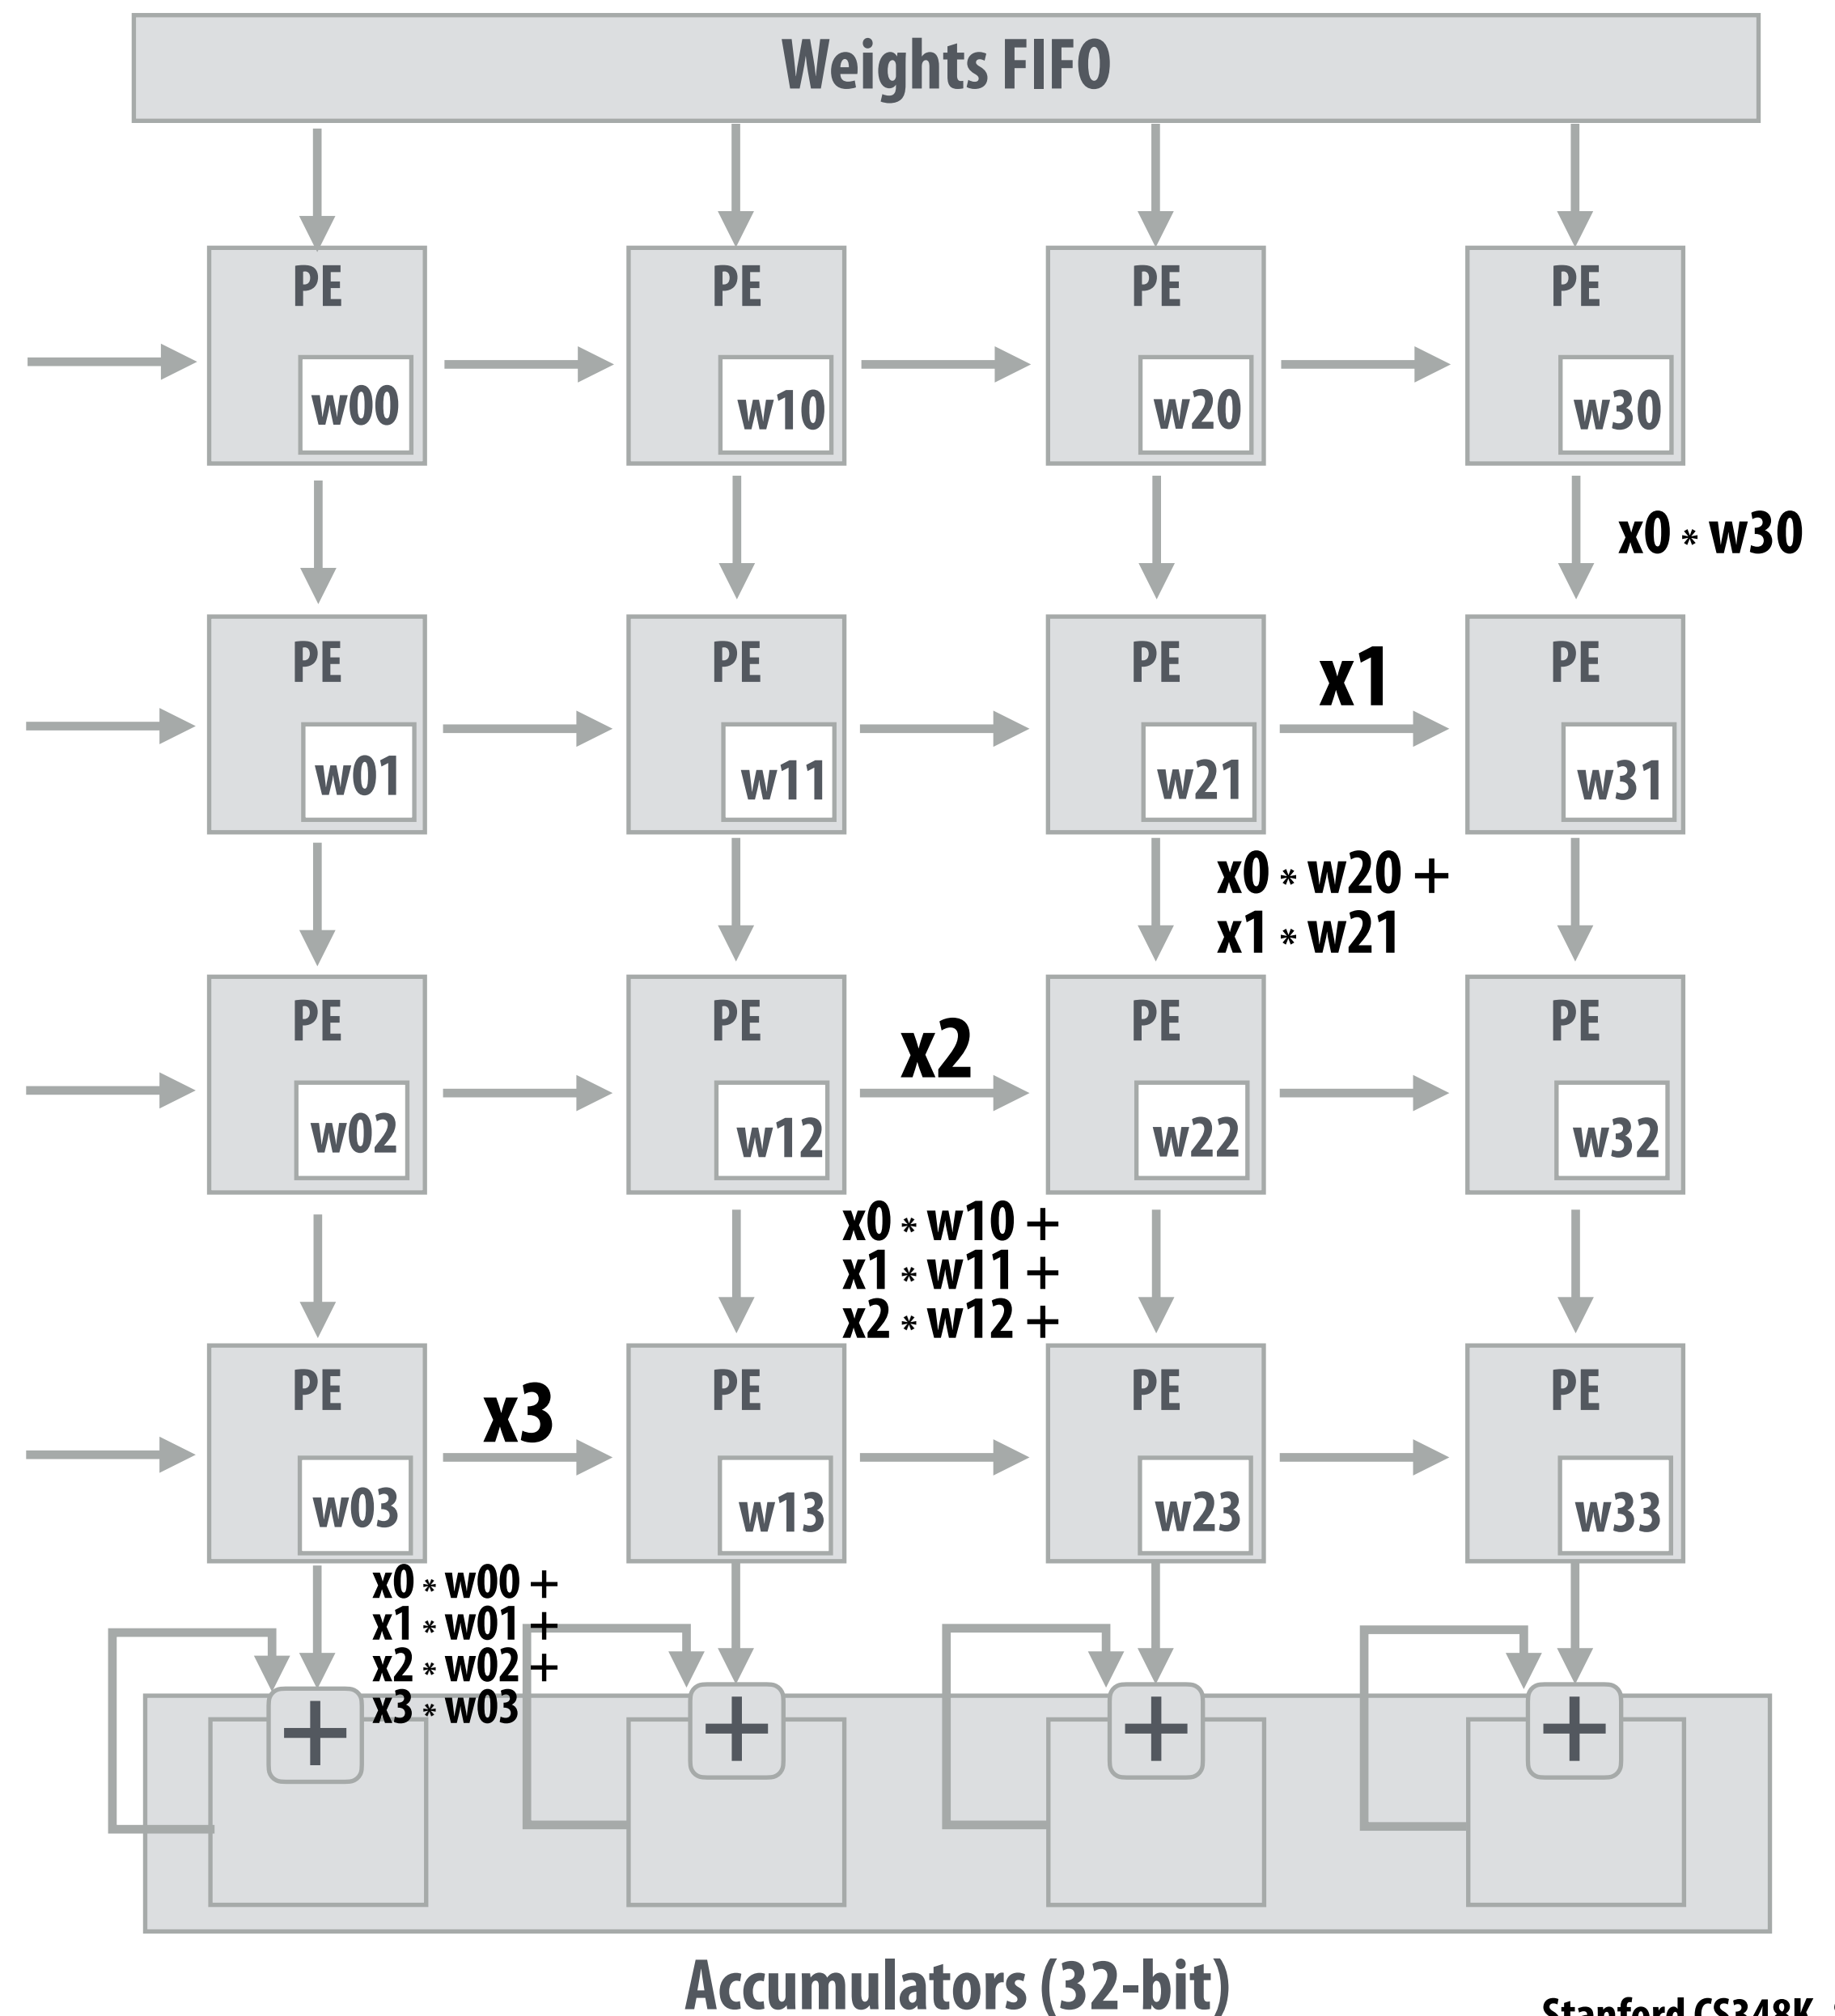 Weights FIFO
PE
PE
PE
PE
w00
w10
w20
w30
x0 * w30
PE
PE
PE
x1
PE
w01
w11
w21
w31
x0 * w20 +
x1 * w21
PE
PE
x2
PE
PE
w02
w12
w22
w32
x0 * w10 +
x1 * w11 +
x2 * w12 +
PE
x3
PE
PE
PE
w03
w13
w23
w33
x0 * w00 +
x1 * w01 +
x2 * w02 +
x3 * w03
+
+
+
+
Accumulators (32-bit)
Stanford CS348K